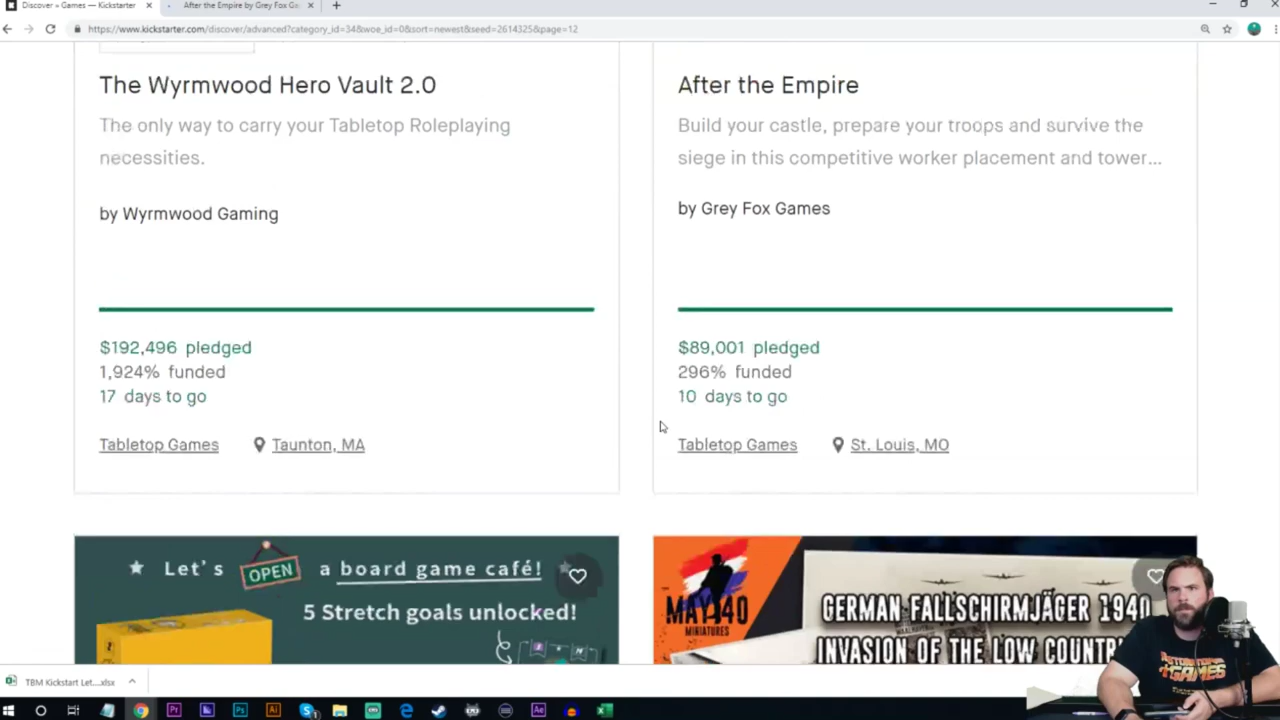 Discover » Games — Kickstarter
After the Empire by Grey Fox Ga
https://www.kickstarter.com/discover/advanced?category_id=34&woe_id=0&sort=newest&seed=2614325&page=12
The Wyrmwood Hero Vault 2.0
The only way to carry your Tabletop Roleplaying
necessities.
by Wyrmwood Gaming
$192,496 pledged
1,924% funded
17 days to go
Tabletop Games
Taunton, MA
After the Empire
Build your castle, prepare your troops and survive the
siege in this competitive worker placement and tower...
by Grey Fox Games
$89,001 pledged
296% funded
10 days to go
Tabletop Games
St. Louis, MO
Let's OPEN a board game café!
5 Stretch goals unlocked!
MAY '40
MINIATURES
GERMAN FALLSCHIRMJÄGER 1940
INVASION OF THE LOW COUNTR
GAMES
TBM Kickstart Let....xlsx